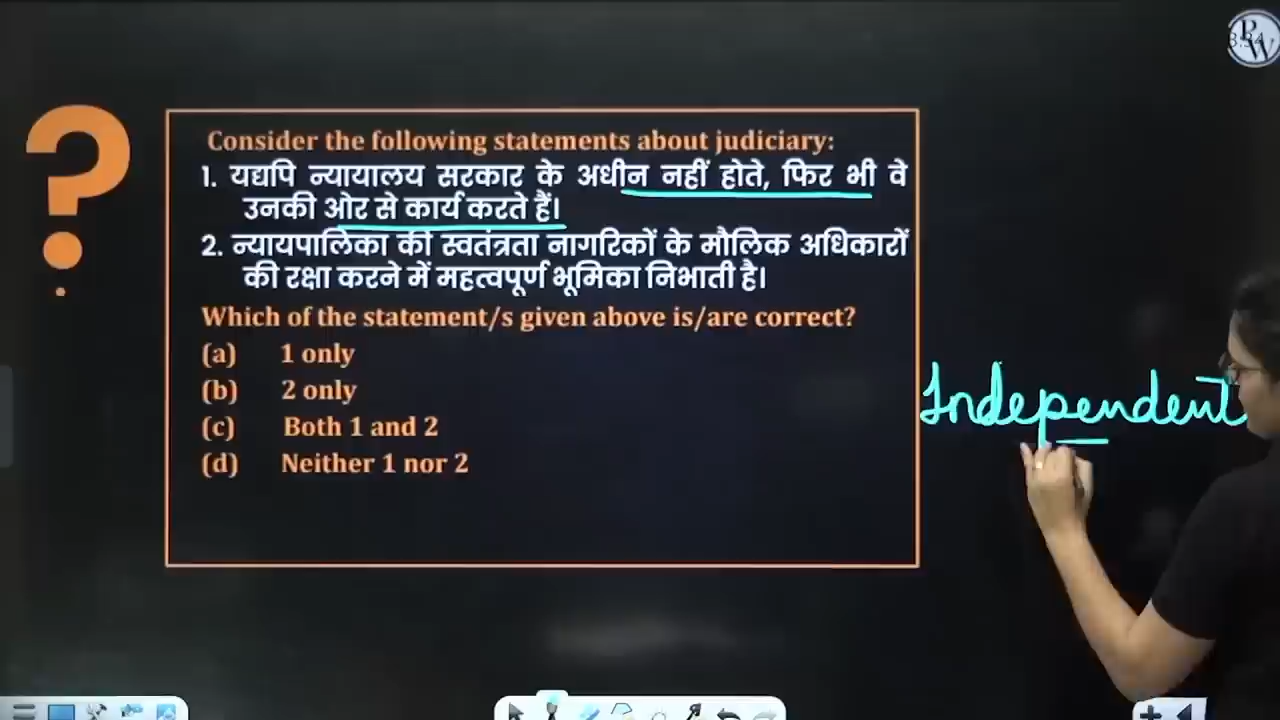 PW
Consider the following statements about judiciary:
1. यद्यपि न्यायालय सरकार के अधीन नहीं होते, फिर भी वे
उनकी ओर से कार्य करते हैं।
2. न्यायपालिका की स्वतंत्रता नागरिकों के मौलिक अधिकारों
की रक्षा करने में महत्वपूर्ण भूमिका निभाती है।
Which of the statement/s given above is/are correct?
(a) 1 only
(b) 2 only
(c) Both 1 and 2
(d) Neither 1 nor 2
Independent